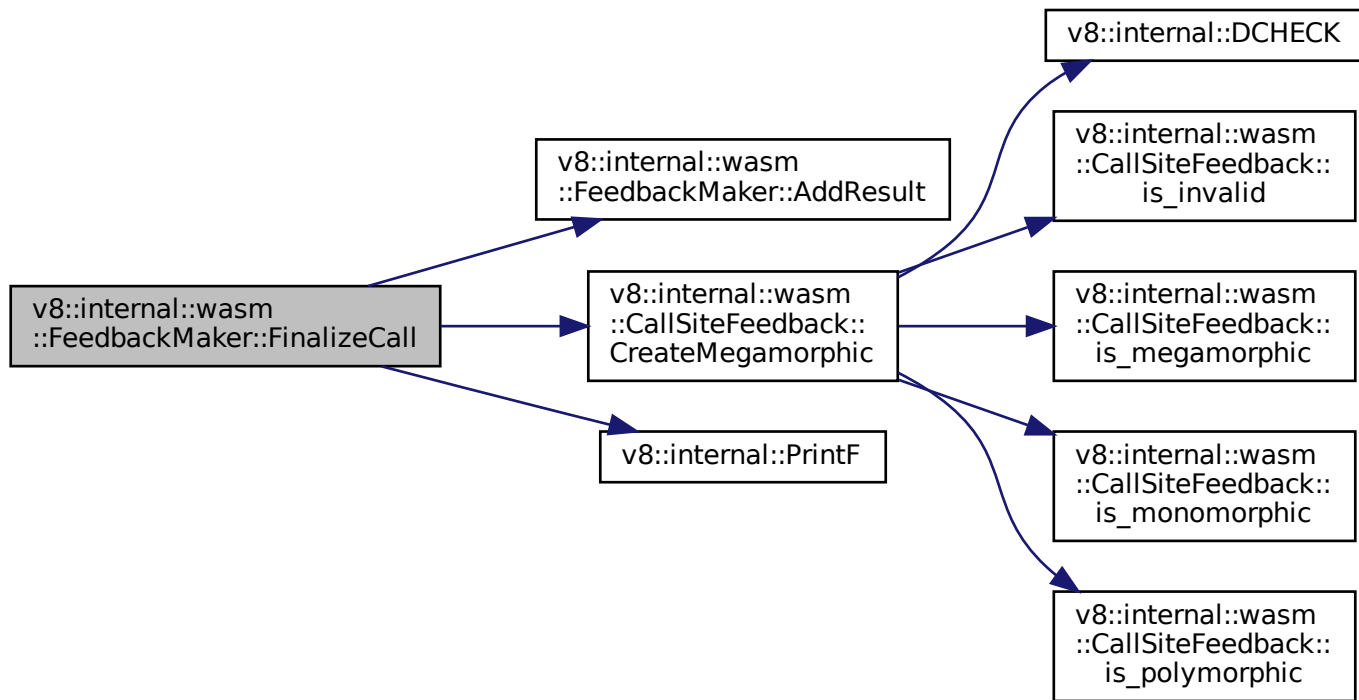 v8::internal::wasm
::FeedbackMaker::FinalizeCall
v8::internal::wasm
::FeedbackMaker::AddResult
v8::internal::wasm
::CallSiteFeedback::
CreateMegamorphic
v8::internal::PrintF
v8::internal::DCHECK
v8::internal::wasm
::CallSiteFeedback::
is_invalid
v8::internal::wasm
::CallSiteFeedback::
is_megamorphic
v8::internal::wasm
::CallSiteFeedback::
is_monomorphic
v8::internal::wasm
::CallSiteFeedback::
is_polymorphic